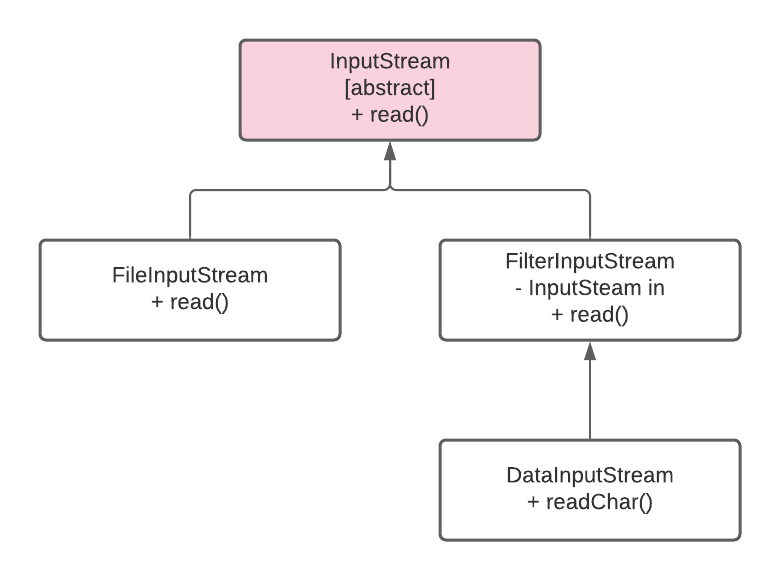 InputStream
[abstract]
+ read()
FileInputStream
+ read()
FilterInputStream
- InputSteam in
+ read()
DataInputStream
+ readChar()